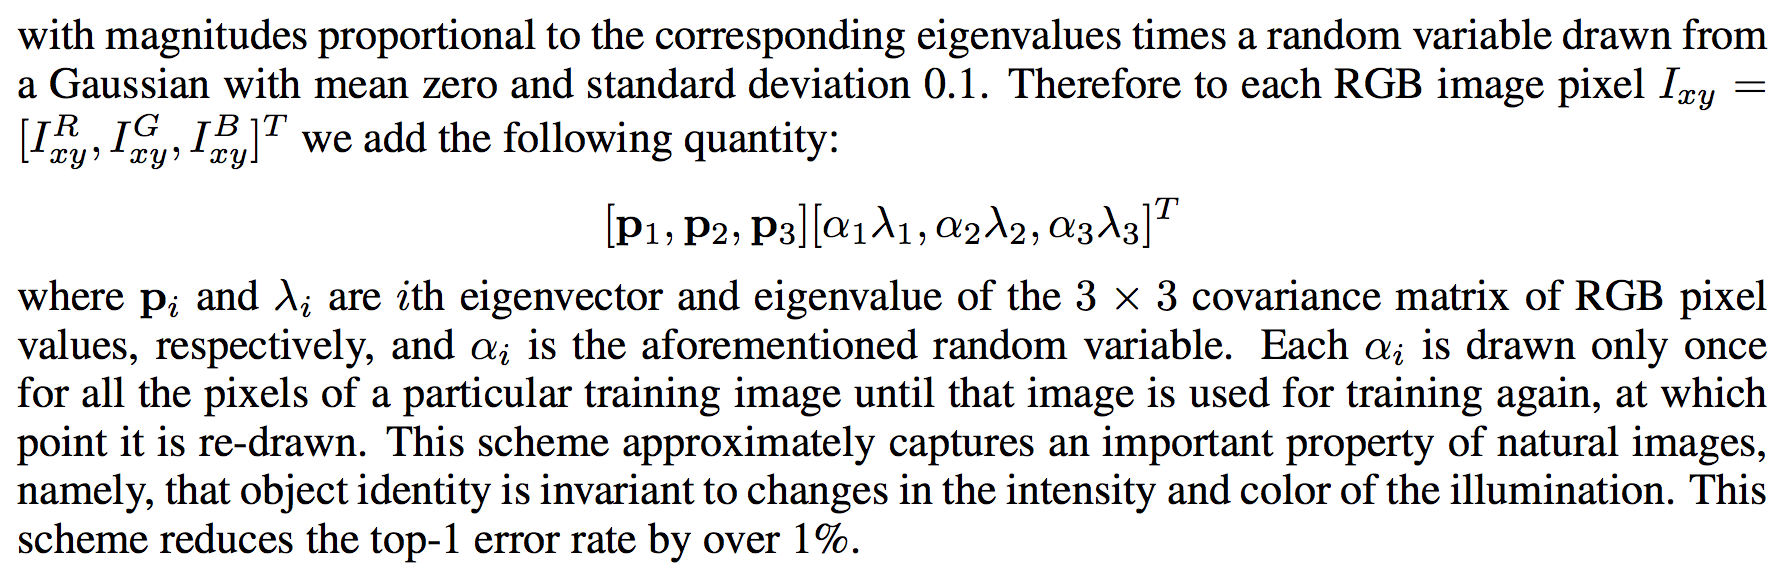 with magnitudes proportional to the corresponding eigenvalues times a random variable drawn from
a Gaussian with mean zero and standard deviation 0.1. Therefore to each RGB image pixel $I_{xy} =$
$[I_{xy}^R, I_{xy}^G, I_{xy}^B]^T$ we add the following quantity:
$[\mathbf{p}_1, \mathbf{p}_2, \mathbf{p}_3][\alpha_1\lambda_1, \alpha_2\lambda_2, \alpha_3\lambda_3]^T$
where $\mathbf{p}_i$ and $\lambda_i$ are $i$th eigenvector and eigenvalue of the $3 \times 3$ covariance matrix of RGB pixel
values, respectively, and $\alpha_i$ is the aforementioned random variable. Each $\alpha_i$ is drawn only once
for all the pixels of a particular training image until that image is used for training again, at which
point it is re-drawn. This scheme approximately captures an important property of natural images,
namely, that object identity is invariant to changes in the intensity and color of the illumination. This
scheme reduces the top-1 error rate by over 1%.